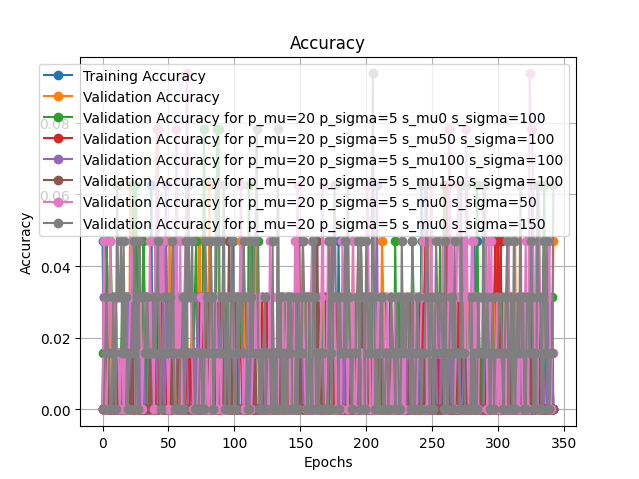 Accuracy
Training Accuracy
Validation Accuracy
Validation Accuracy for p_mu=20 p_sigma=5 s_mu0 s_sigma=100
Validation Accuracy for p_mu=20 p_sigma=5 s_mu50 s_sigma=100
Validation Accuracy for p_mu=20 p_sigma=5 s_mu100 s_sigma=100
Validation Accuracy for p_mu=20 p_sigma=5 s_mu150 s_sigma=100
Validation Accuracy for p_mu=20 p_sigma=5 s_mu0 s_sigma=50
Validation Accuracy for p_mu=20 p_sigma=5 s_mu0 s_sigma=150
0.08
0.06
0.04
0.02
0.00
Accuracy
0 50 100 150 200 250 300 350
Epochs